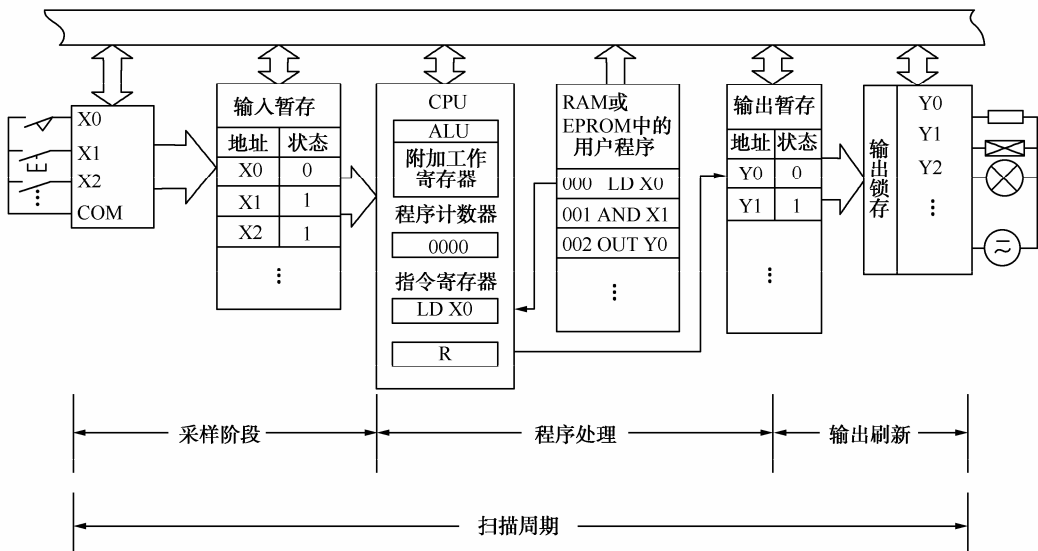 X0
X1
E
X2
⋮
COM
输入暂存
地址 状态
X0 0
X1 1
X2 1
⋮
CPU
ALU
附加工作
寄存器
程序计数器
0000
指令寄存器
LD X0
R
RAM或
EPROM中的
用户程序
000 LD X0
001 AND X1
002 OUT Y0
⋮
输出暂存
地址 状态
Y0 0
Y1 1
⋮
输出锁存
Y0
Y1
Y2
⋮
采样阶段
程序处理
输出刷新
扫描周期